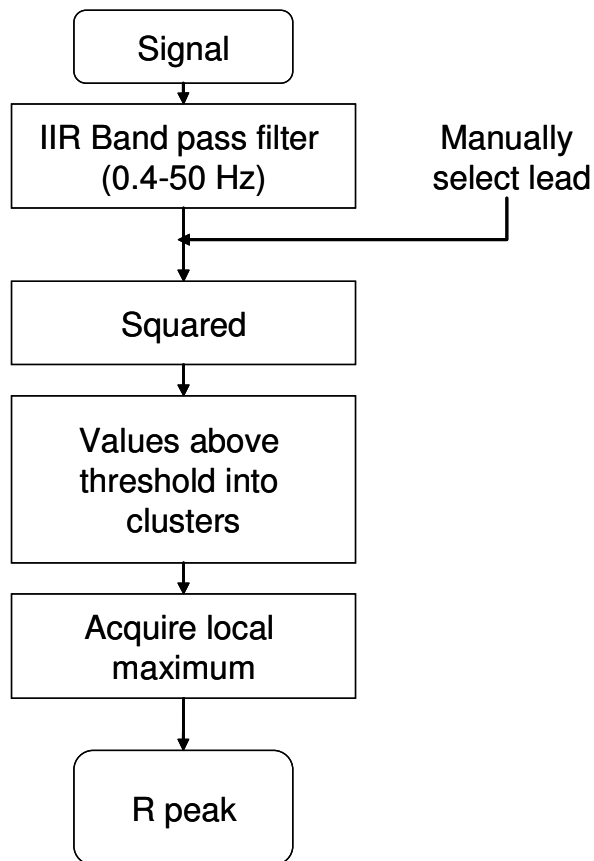 Signal
IIR Band pass filter
(0.4-50 Hz)
Manually
select lead
Squared
Values above
threshold into
clusters
Acquire local
maximum
R peak